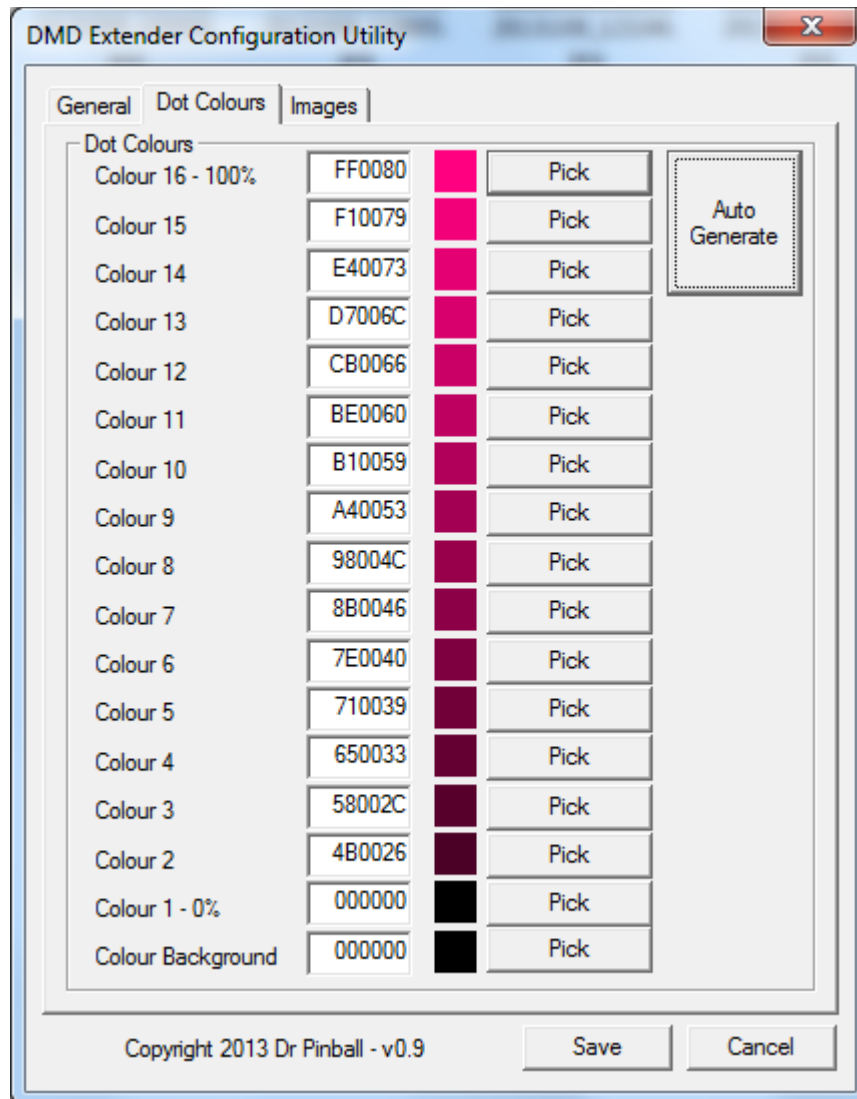 DMD Extender Configuration Utility
General Dot Colours Images
Dot Colours
Colour 16 - 100% FF0080 Pick
Auto
Generate
Colour 15 F10079 Pick
Colour 14 E40073 Pick
Colour 13 D7006C Pick
Colour 12 CB0066 Pick
Colour 11 BE0060 Pick
Colour 10 B10059 Pick
Colour 9 A40053 Pick
Colour 8 98004C Pick
Colour 7 8B0046 Pick
Colour 6 7E0040 Pick
Colour 5 710039 Pick
Colour 4 650033 Pick
Colour 3 58002C Pick
Colour 2 4B0026 Pick
Colour 1 - 0% 000000 Pick
Colour Background 000000 Pick
Copyright 2013 Dr Pinball - v0.9 Save Cancel